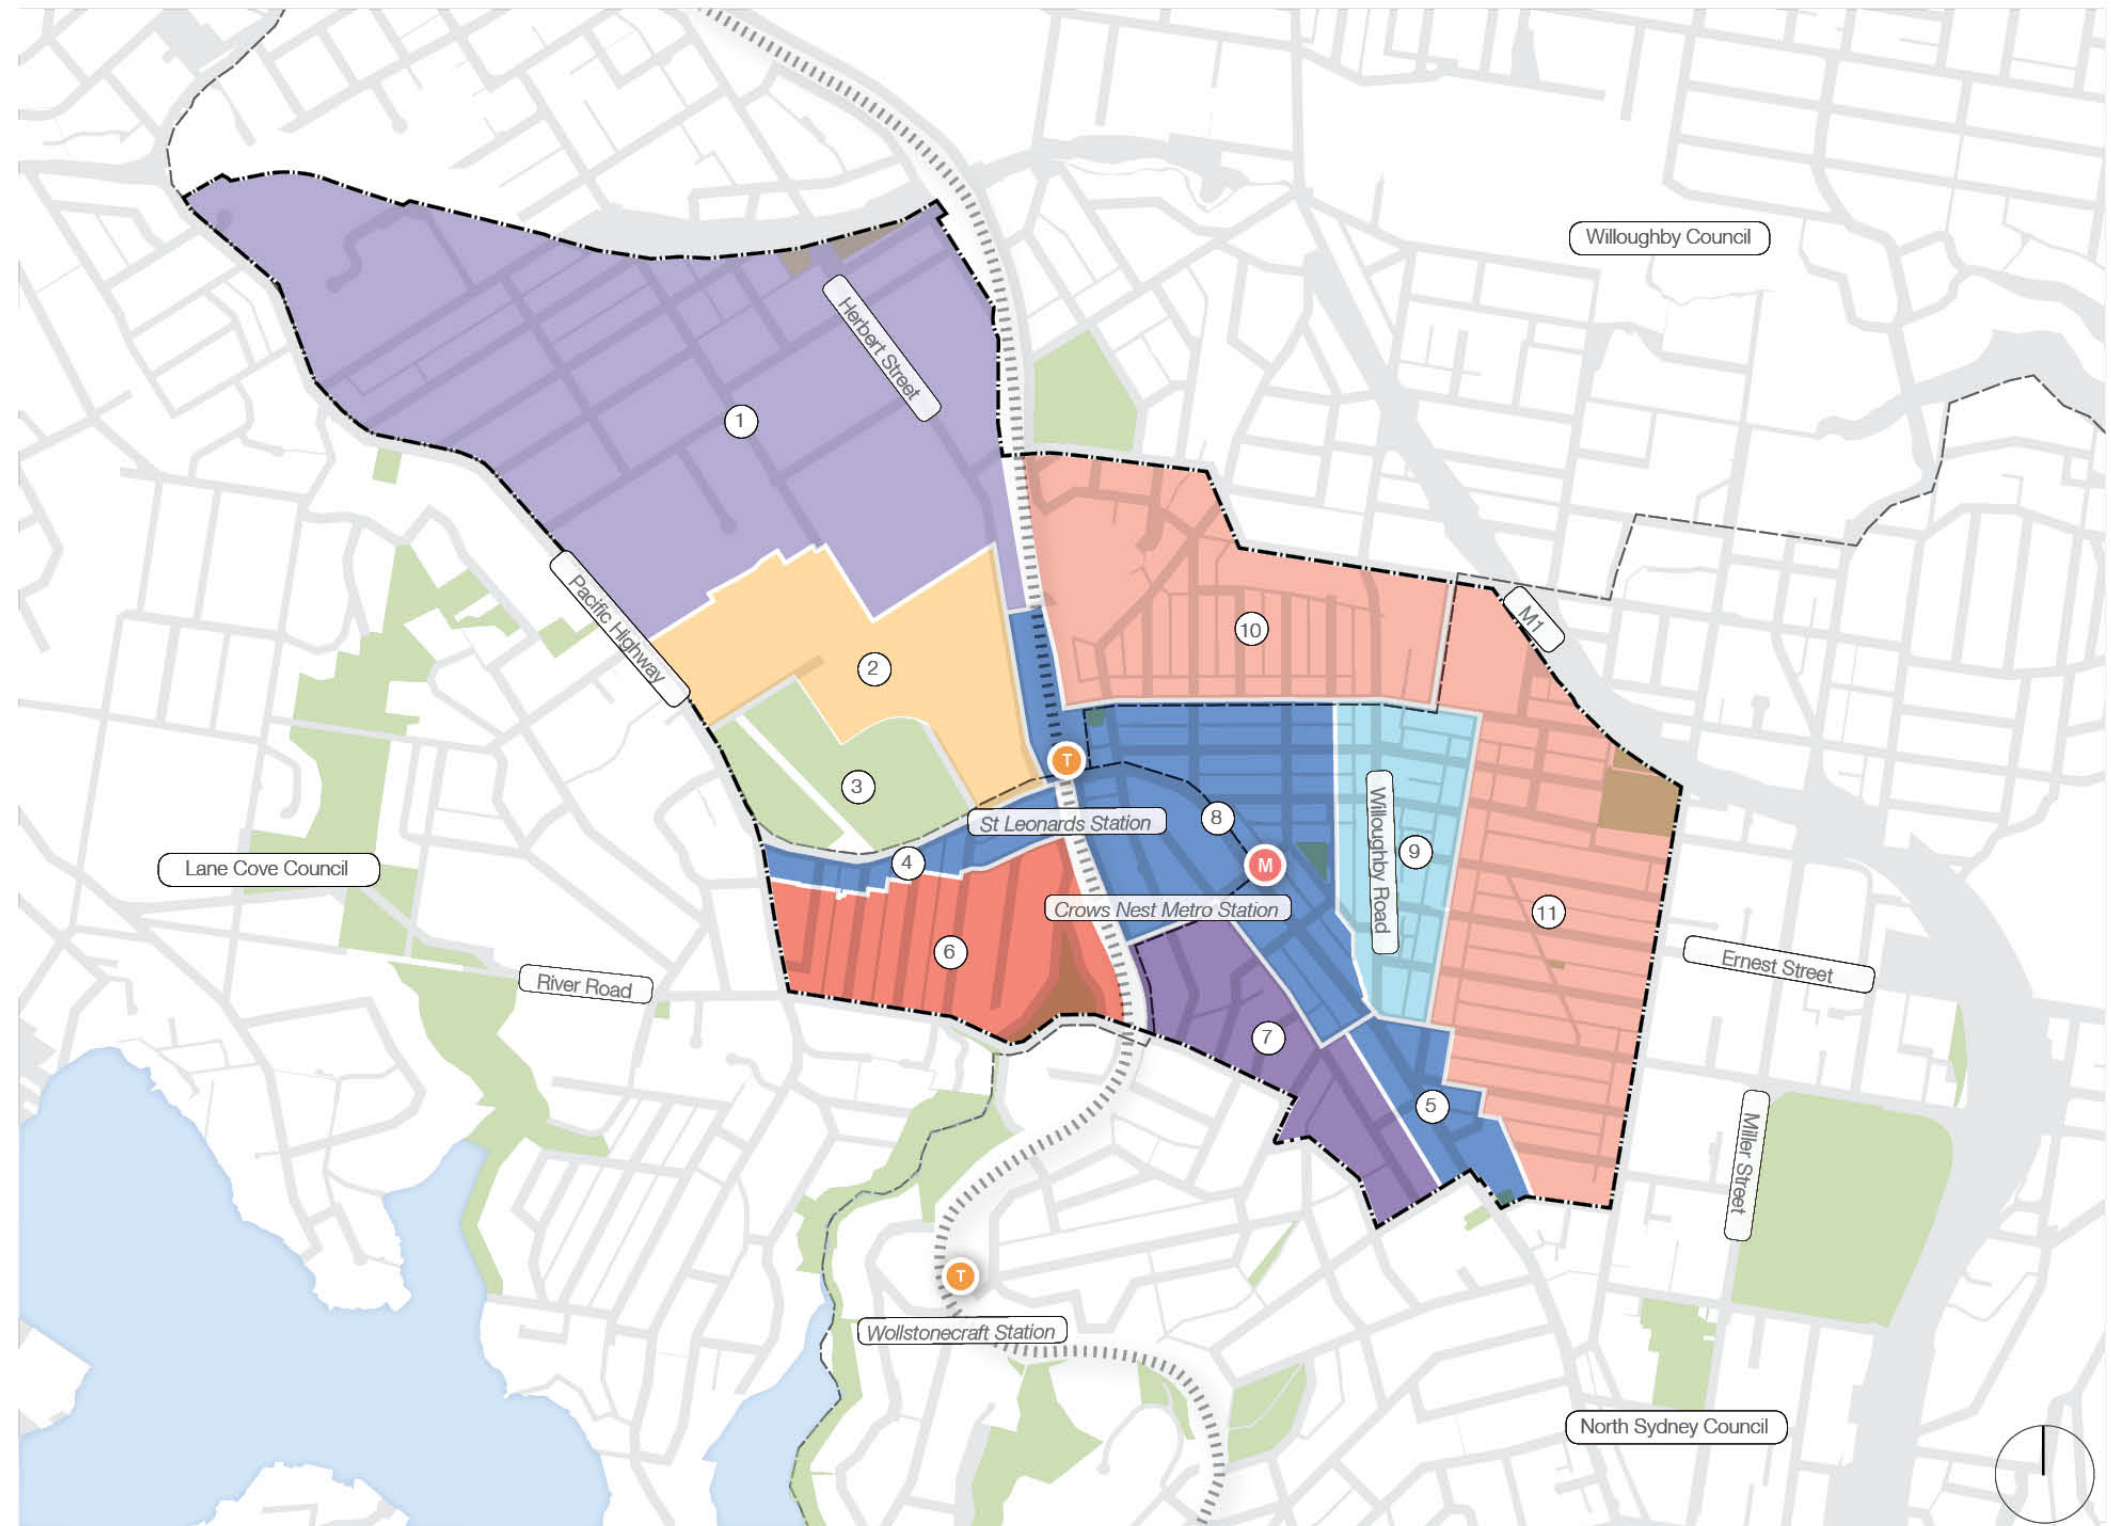 Willoughby Council
Herbert Street
1
Pacific Highway
M1
10
2
T
3
St Leonards Station
8
Willoughby Road
9
4
M
Lane Cove Council
Crows Nest Metro Station
11
6
Ernest Street
River Road
7
5
Miller Street
T
Wollstonecraft Station
North Sydney Council